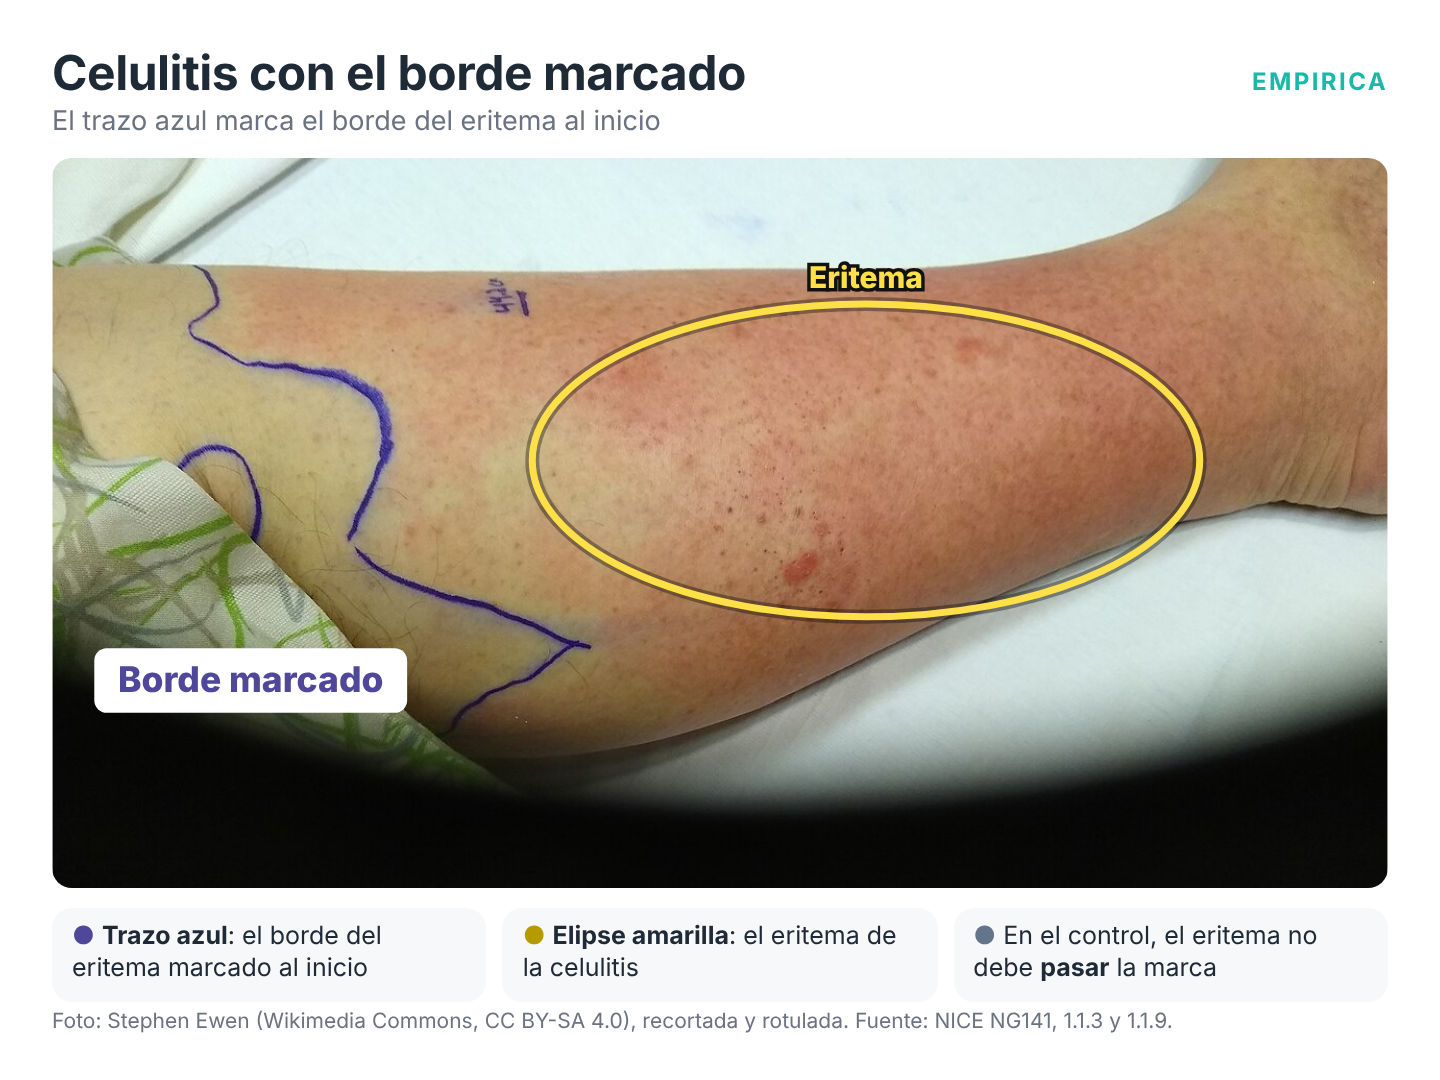 Celulitis con el borde marcado
EMPIRICA
El trazo azul marca el borde del eritema al inicio
Eritema
Borde marcado
Trazo azul: el borde del
eritema marcado al inicio
Elipse amarilla: el eritema de
la celulitis
En el control, el eritema no
debe pasar la marca
Foto: Stephen Ewen (Wikimedia Commons, CC BY-SA 4.0), recortada y rotulada. Fuente: NICE NG141, 1.1.3 y 1.1.9.